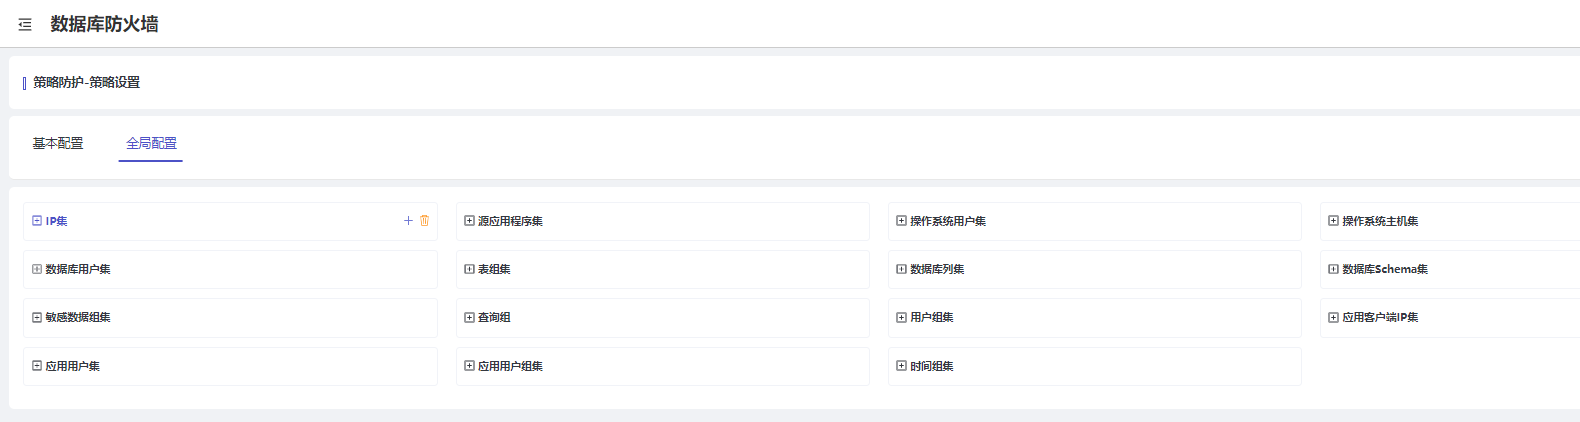 数据库防火墙
策略防护-策略设置
基本配置 全局配置
IP集 源应用程序集 操作系统用户集 操作系统主机集
数据库用户集 表组集 数据库列集 数据库Schema集
敏感数据组集 查询组 用户组集 应用客户端IP集
应用用户集 应用用户组集 时间组集